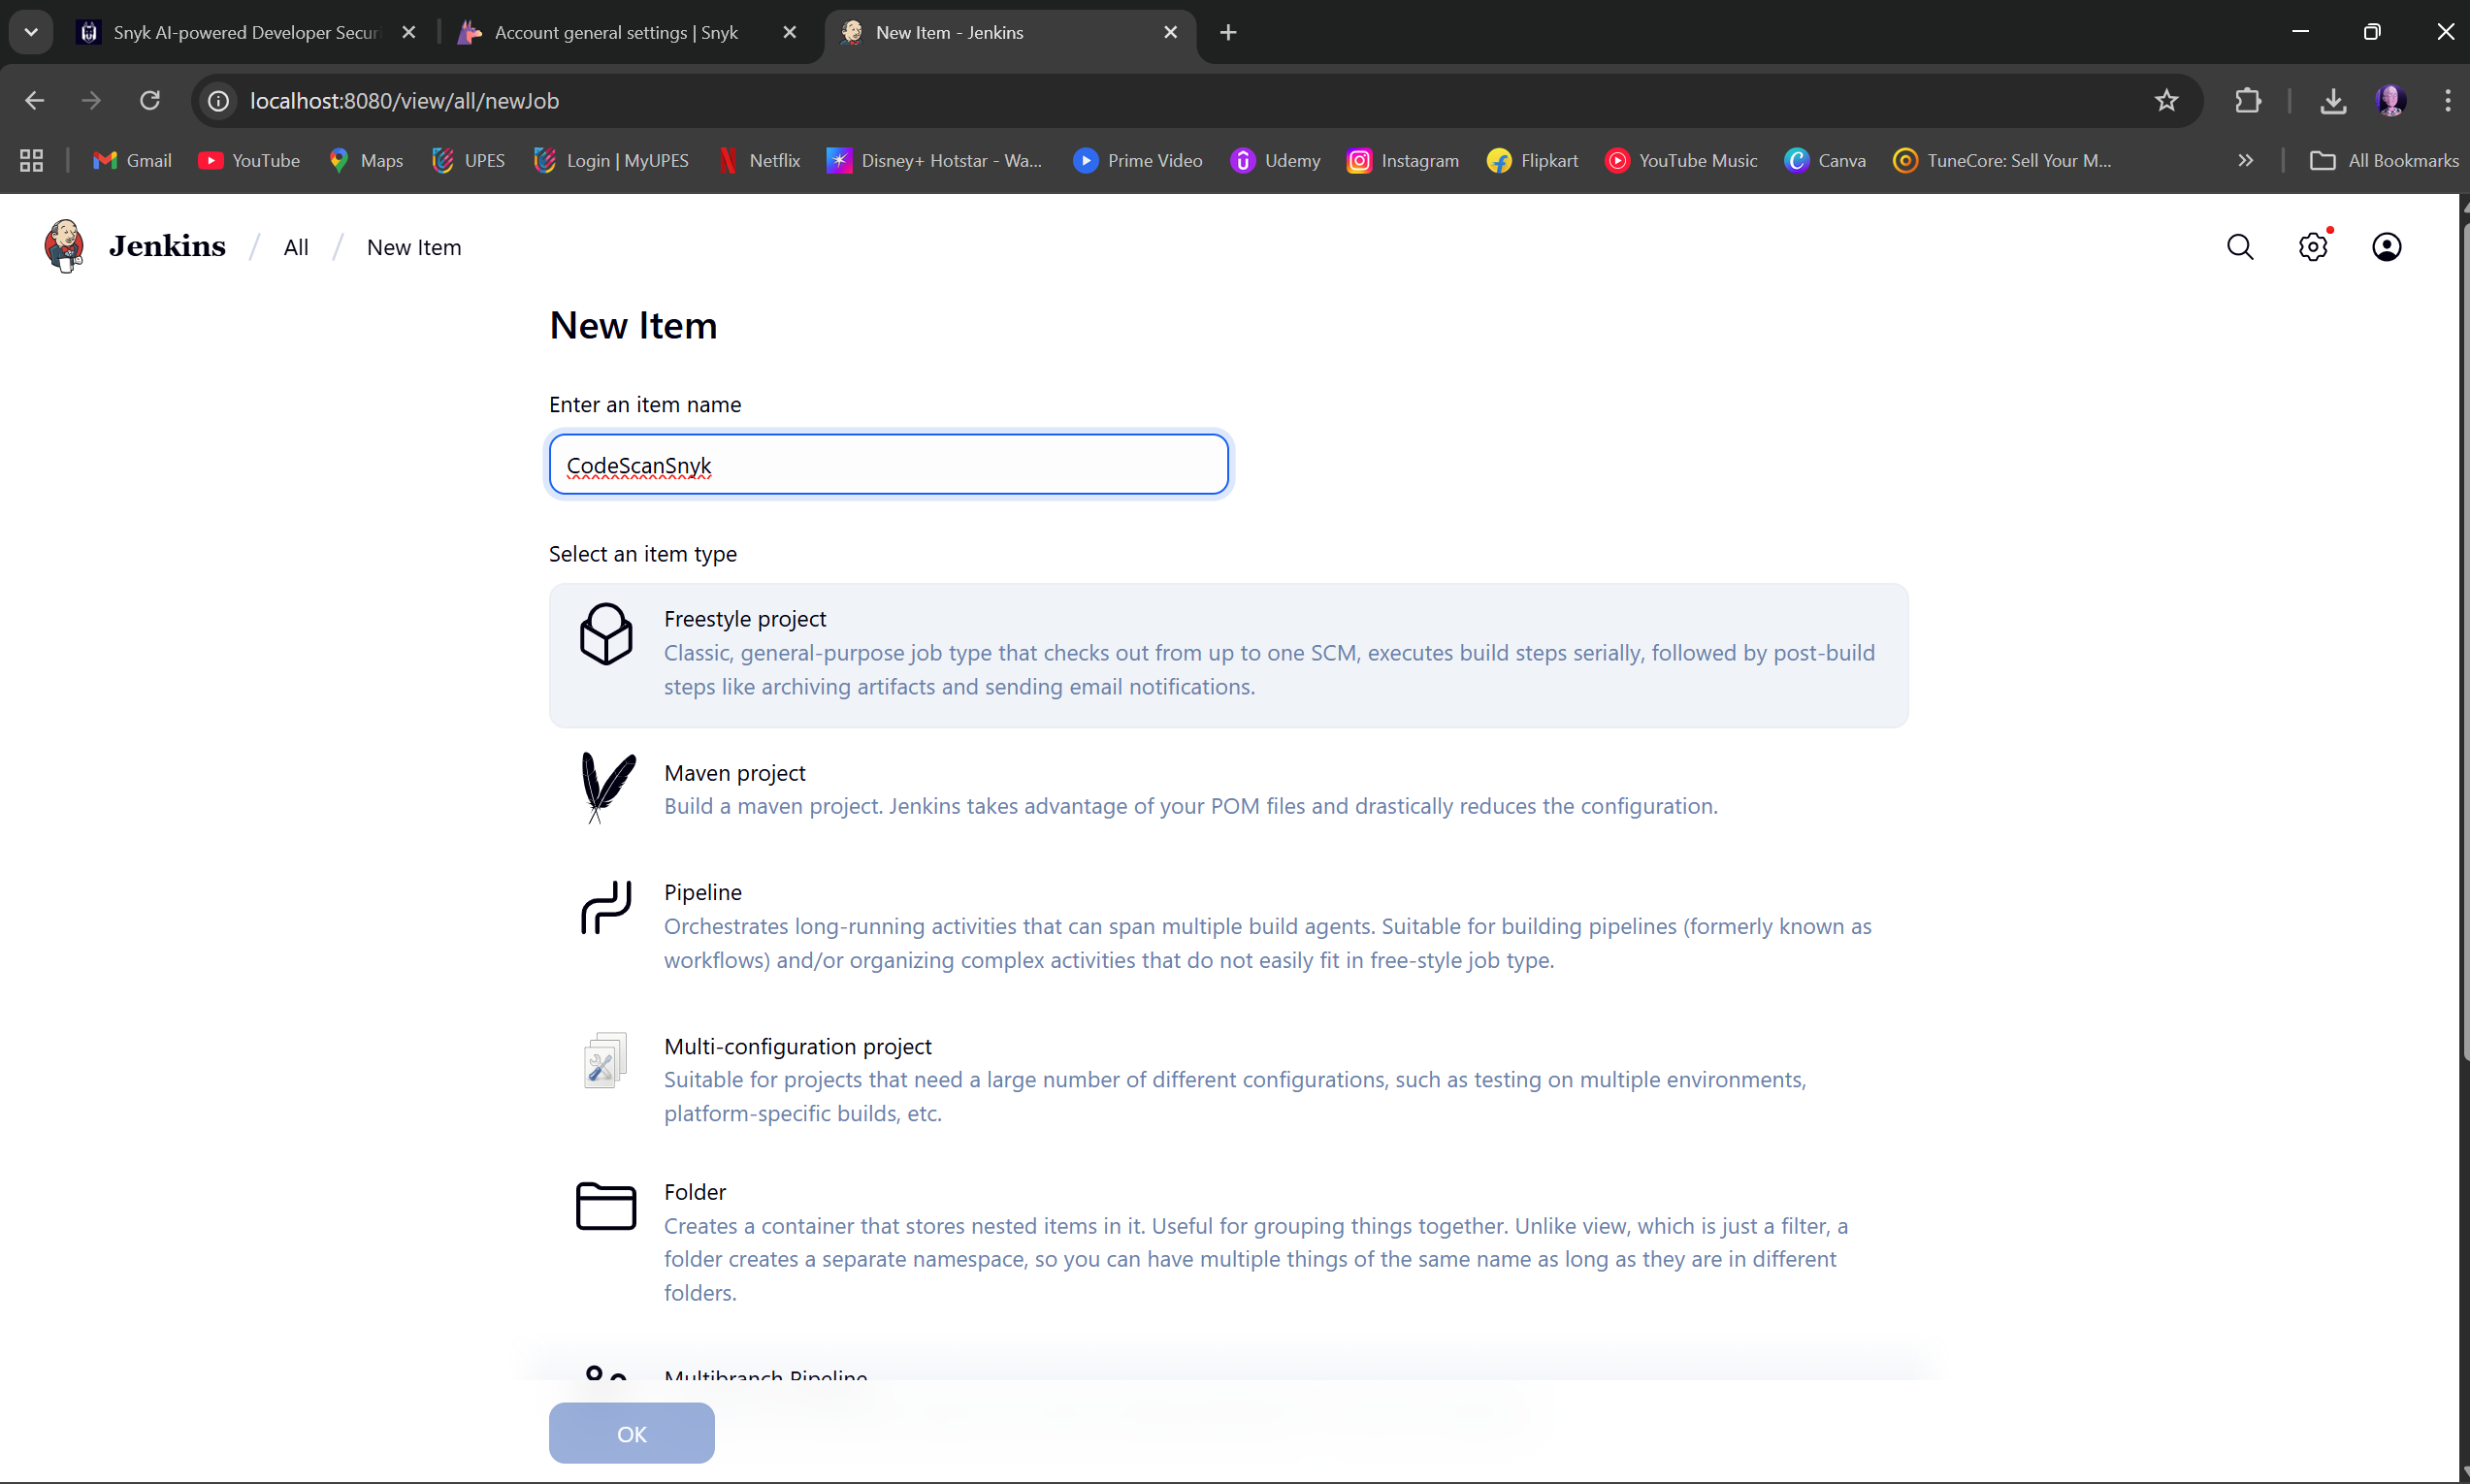 Snyk AI-powered Developer Secur
Account general settings | Snyk
New Item - Jenkins
localhost:8080/view/all/newJob
Gmail
YouTube
Maps
UPES
Login | MyUPES
Netflix
Disney+ Hotstar - Wa...
Prime Video
Udemy
Instagram
Flipkart
YouTube Music
Canva
TuneCore: Sell Your M...
All Bookmarks
Jenkins / All / New Item
New Item
Enter an item name
CodeScanSnyk
Select an item type
Freestyle project
Classic, general-purpose job type that checks out from up to one SCM, executes build steps serially, followed by post-build
steps like archiving artifacts and sending email notifications.
Maven project
Build a maven project. Jenkins takes advantage of your POM files and drastically reduces the configuration.
Pipeline
Orchestrates long-running activities that can span multiple build agents. Suitable for building pipelines (formerly known as
workflows) and/or organizing complex activities that do not easily fit in free-style job type.
Multi-configuration project
Suitable for projects that need a large number of different configurations, such as testing on multiple environments,
platform-specific builds, etc.
Folder
Creates a container that stores nested items in it. Useful for grouping things together. Unlike view, which is just a filter, a
folder creates a separate namespace, so you can have multiple things of the same name as long as they are in different
folders.
Multibranch Pipeline
OK